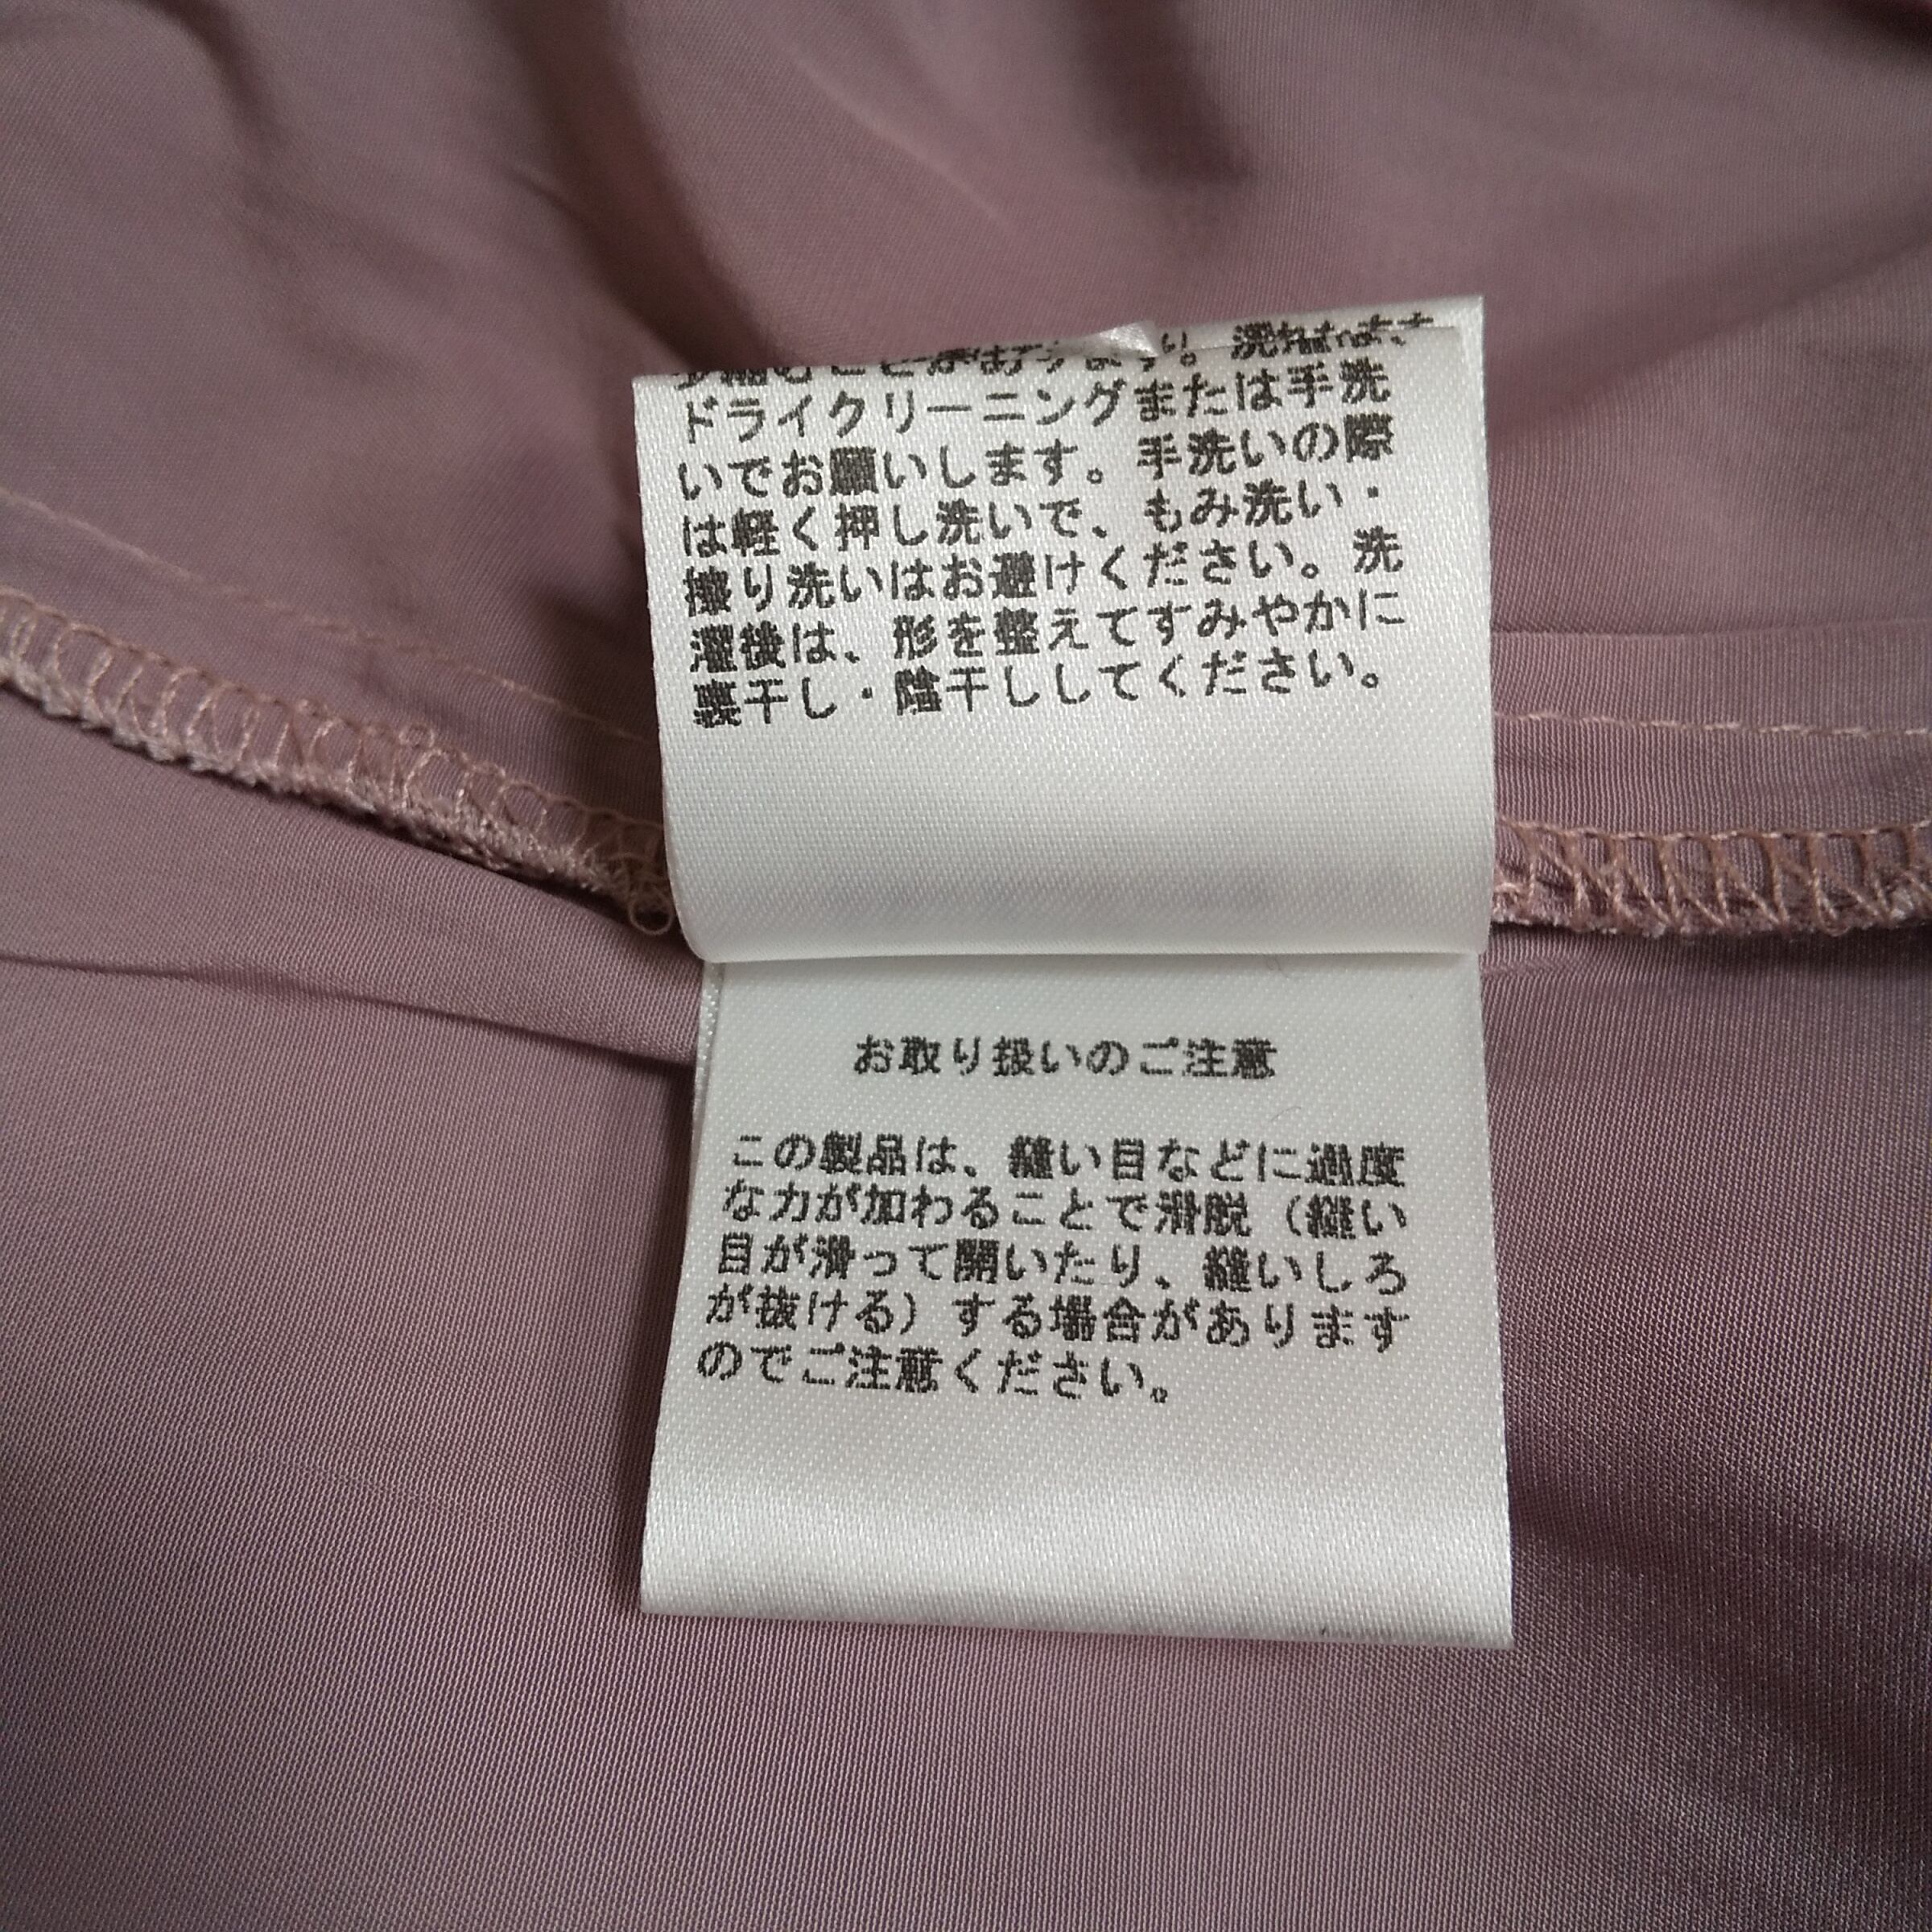 ドライクリーニングまたは手洗
いでお願いします。手洗いの際
は軽く押し洗いで、もみ洗い・
擦り洗いはお避けください。洗
濯後は、形を整えてすみやかに
裏干し・陰干ししてください。
お取り扱いのご注意
この製品は、縫い目などに過度
な力が加わることで滑脱（縫い
目が滑って開いたり、縫いしろ
が抜ける）する場合があります
のでご注意ください。